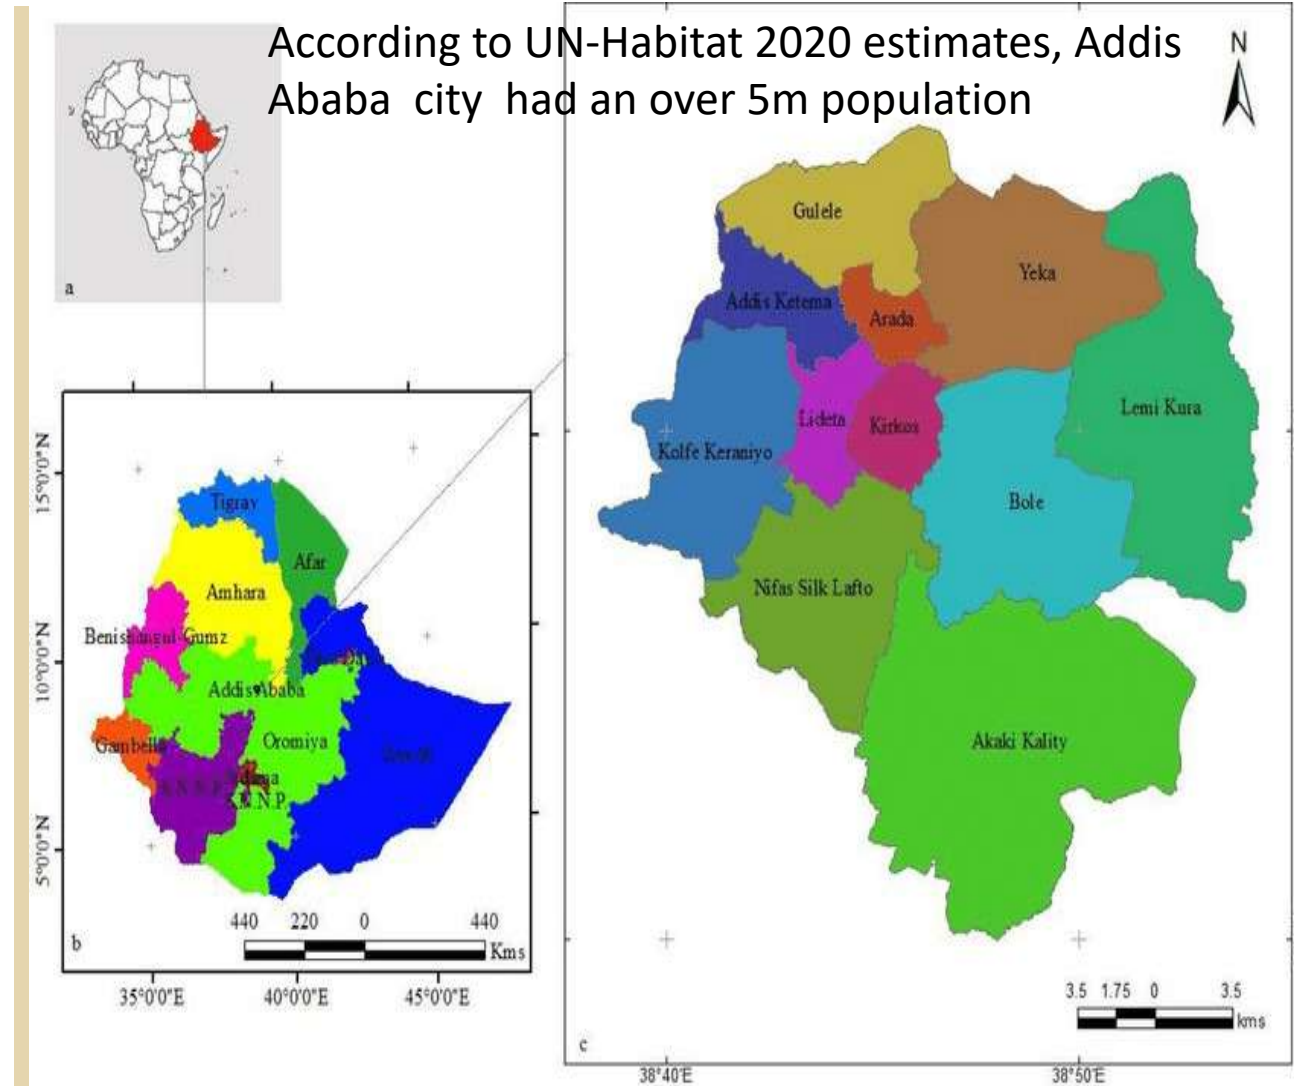 According to UN-Habitat 2020 estimates, Addis
Ababa city had an over 5m population
N
a
Gulele
Yeka
Addis Ketema
Arada
Lemi Kura
Lideta
Kirkos
Kolfe Keraniyo
Bole
Nifas Silk Lafto
Akaki Kality
3.5 1.75 0 3.5
kms
c
38°40'E 38°50'E
15°0'0"N
10°0'0"N
5°0'0"N
Tigray
Afar
Amhara
Benishangul-Gumz
Addis Ababa
Gambella
Oromiya
440 220 0 440
Kms
b
35°0'0"E 40°0'0"E 45°0'0"E